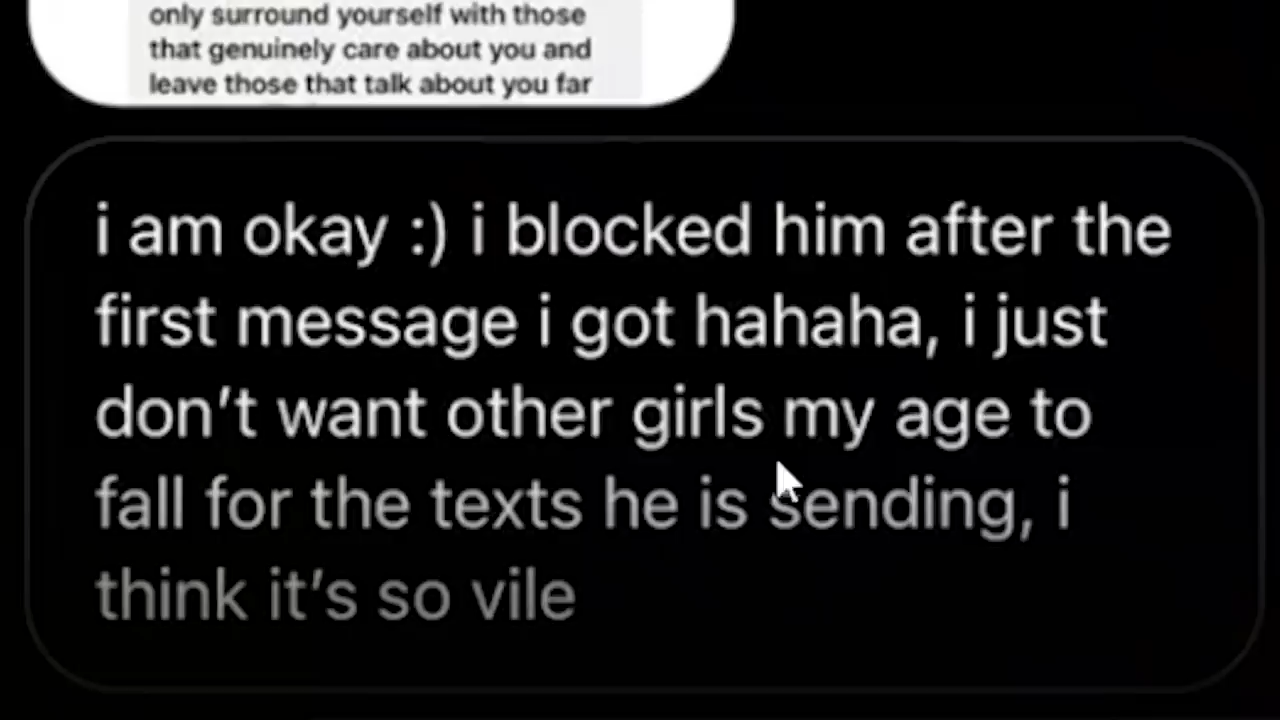 only surround yourself with those
that genuinely care about you and
leave those that talk about you far
i am okay :) i blocked him after the
first message i got hahaha, i just
don’t want other girls my age to
fall for the texts he is sending, i
think it’s so vile